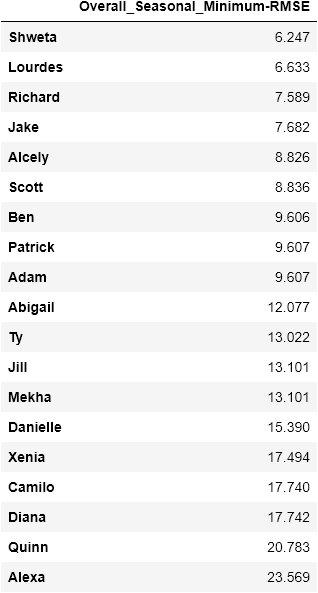 Overall_Seasonal_Minimum-RMSE
Shweta 6.247
Lourdes 6.633
Richard 7.589
Jake 7.682
Alcely 8.826
Scott 8.836
Ben 9.606
Patrick 9.607
Adam 9.607
Abigail 12.077
Ty 13.022
Jill 13.101
Mekha 13.101
Danielle 15.390
Xenia 17.494
Camilo 17.740
Diana 17.742
Quinn 20.783
Alexa 23.569